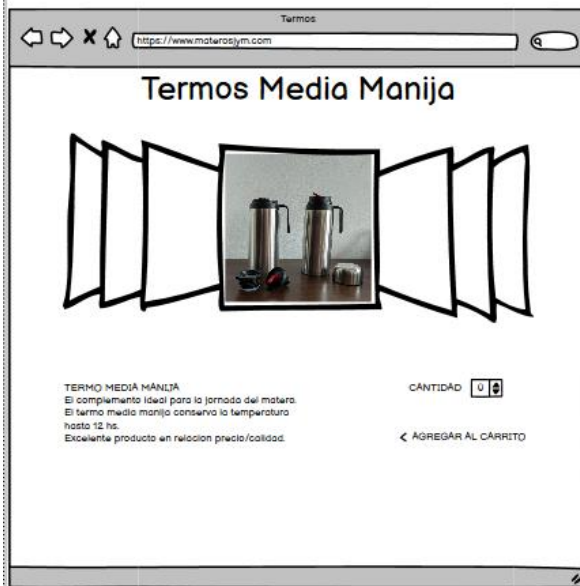 Termos
https://www.materosjym.com
Termos Media Manija
TERMO MEDIA MANIJA
El complemento ideal para la jornada del matero.
El termo media manija conserva la temperatura
hasta 12 hs.
Excelente producto en relacion precio/calidad.
CANTIDAD 0
< AGREGAR AL CARRITO